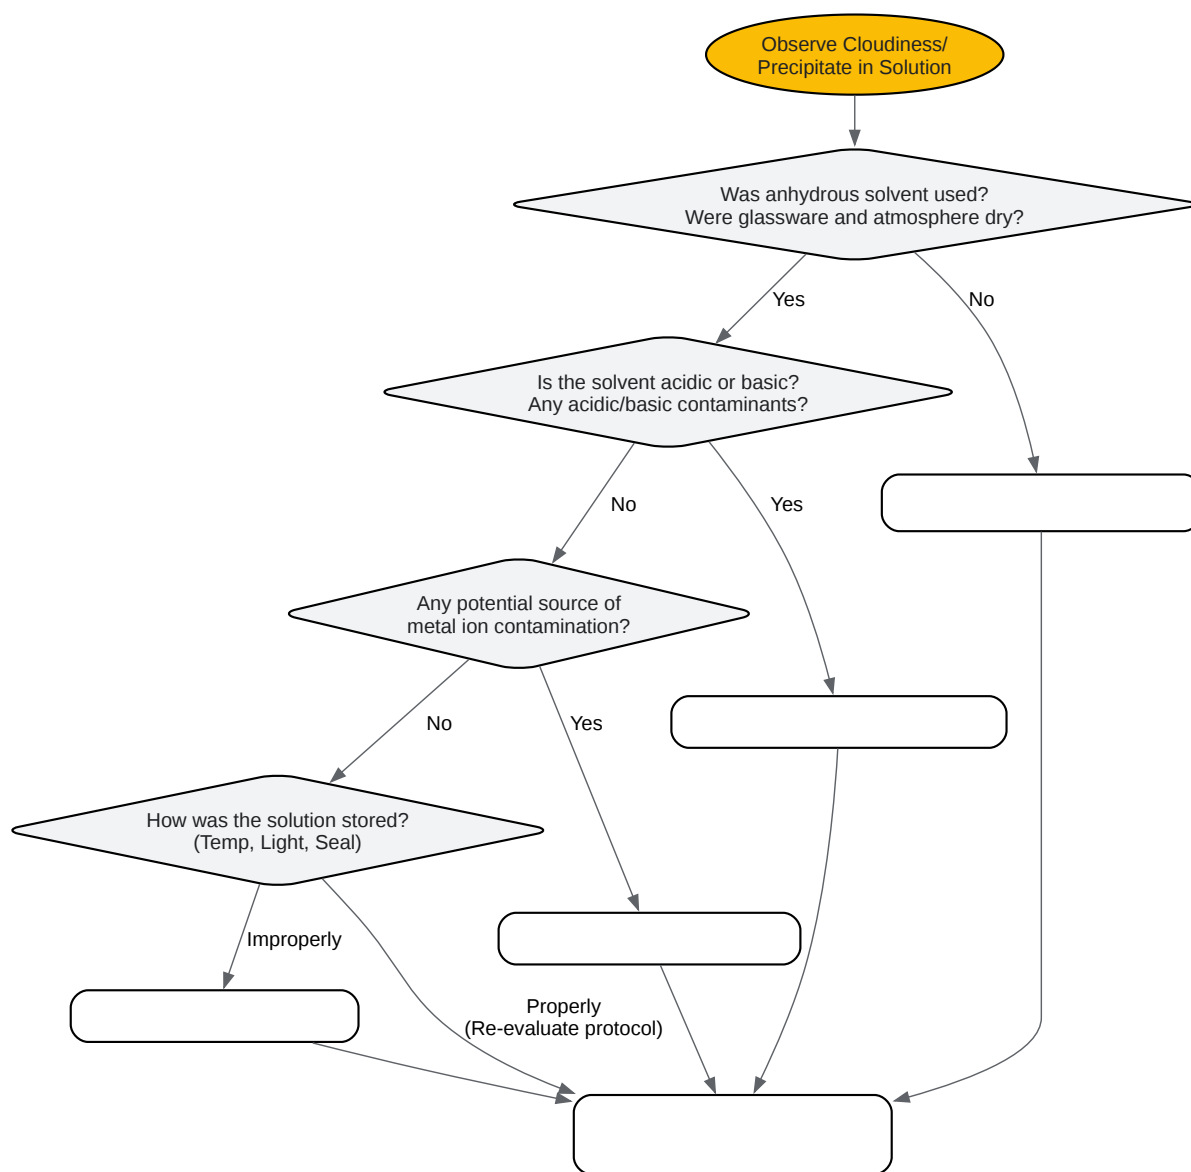 Observe Cloudiness/
Precipitate in Solution
Was anhydrous solvent used?
Were glassware and atmosphere dry?
Yes
No
Is the solvent acidic or basic?
Any acidic/basic contaminants?
No
Yes
Any potential source of
metal ion contamination?
No
Yes
How was the solution stored?
(Temp, Light, Seal)
Improperly
Properly
(Re-evaluate protocol)